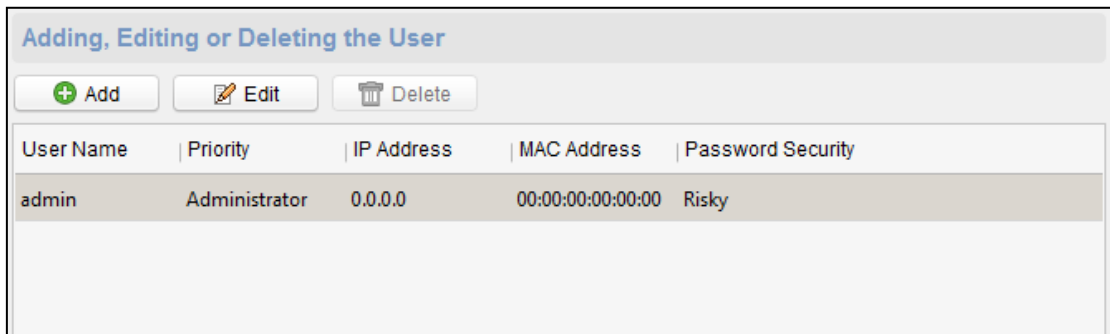 Adding, Editing or Deleting the User
Add Edit Delete
User Name Priority IP Address MAC Address Password Security
admin Administrator 0.0.0.0 00:00:00:00:00:00 Risky